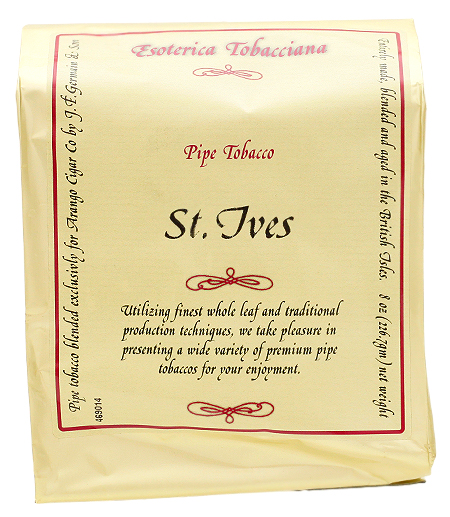 Esoterica Tobacciana
Pipe Tobacco
St. Ives
Utilizing finest whole leaf and traditional
production techniques, we take pleasure in
presenting a wide variety of premium pipe
tobaccos for your enjoyment.
Pipe tobacco blended exclusivly for Arango Cigar Co by J.F. Germain & Son
469014
Entirely made, blended and aged in the British Isles. 8 oz (226.7gm) net weight